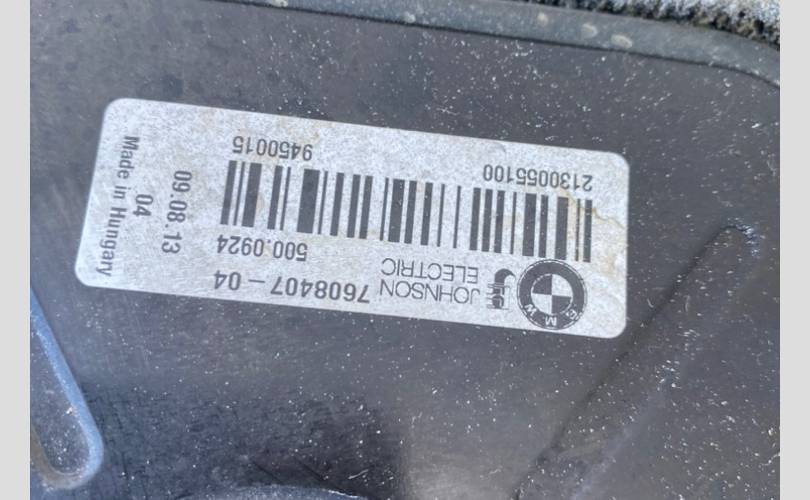 BMW
JOHNSON
ELECTRIC
7608407-04
500.0924
2130055100
9450015
09.08.13
04
Made in Hungary